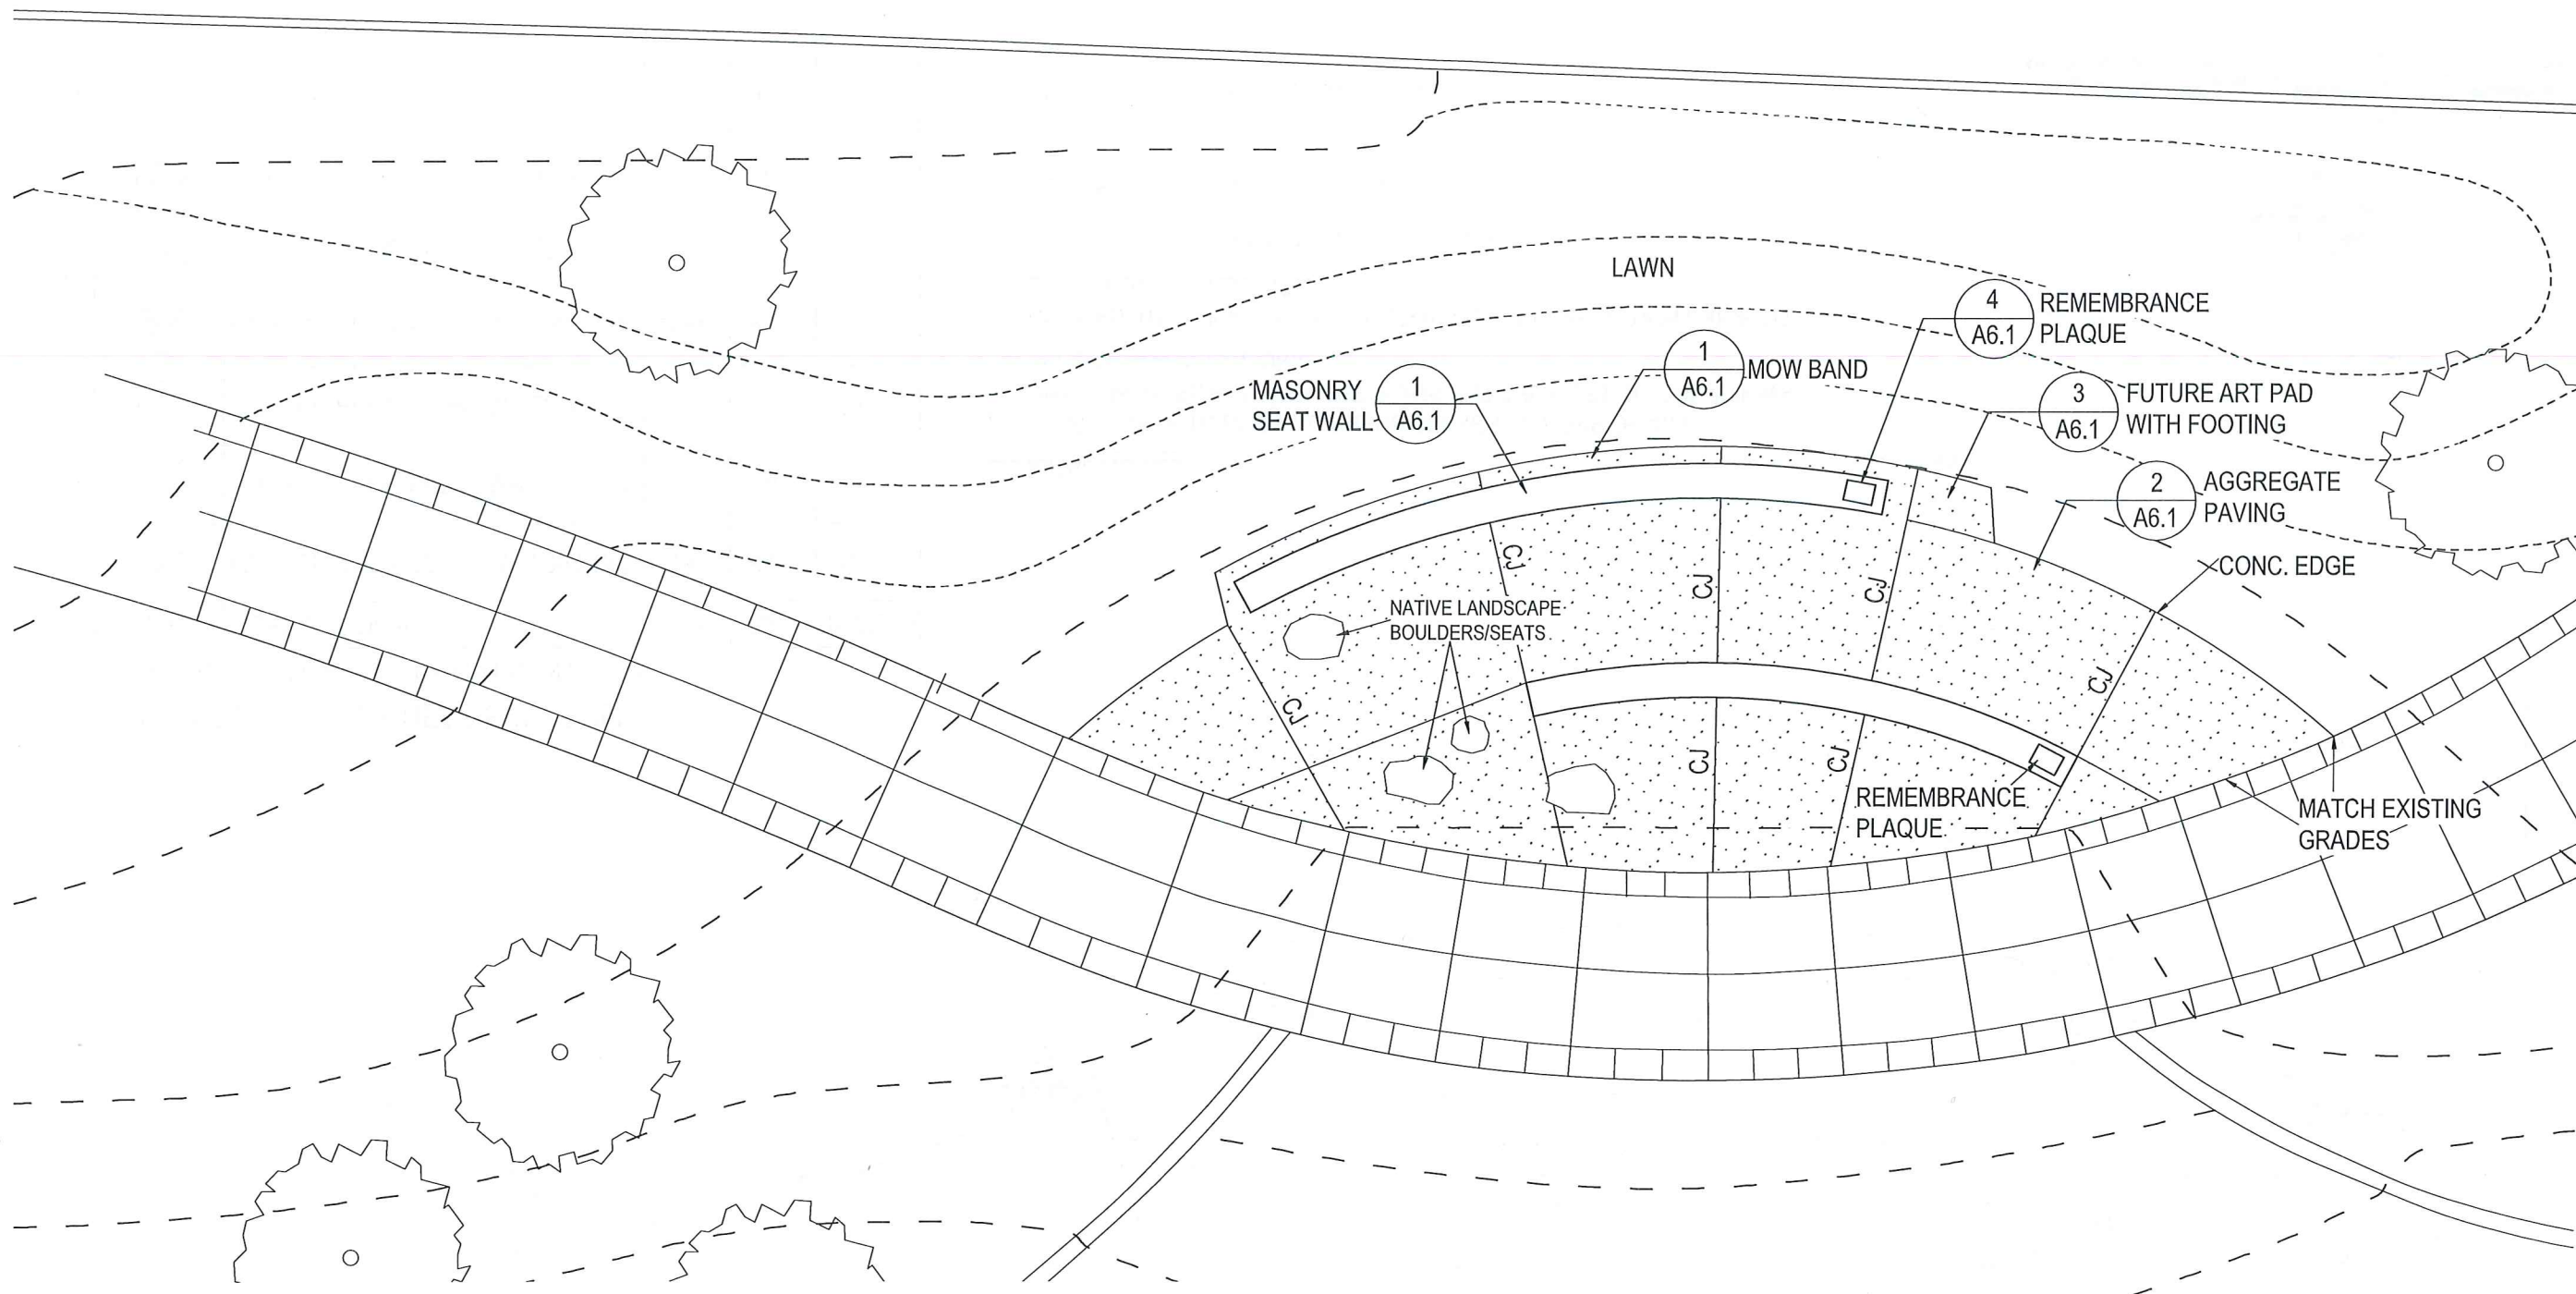 LAWN
4
A6.1
REMEMBRANCE
PLAQUE
1
A6.1
MOW BAND
MASONRY
SEAT WALL
1
A6.1
3
A6.1
FUTURE ART PAD
WITH FOOTING
2
A6.1
AGGREGATE
PAVING
CONC. EDGE
CJ
CJ
CJ
NATIVE LANDSCAPE
BOULDERS/SEATS
CJ
CJ
CJ
CJ
REMEMBRANCE
PLAQUE
MATCH EXISTING
GRADES